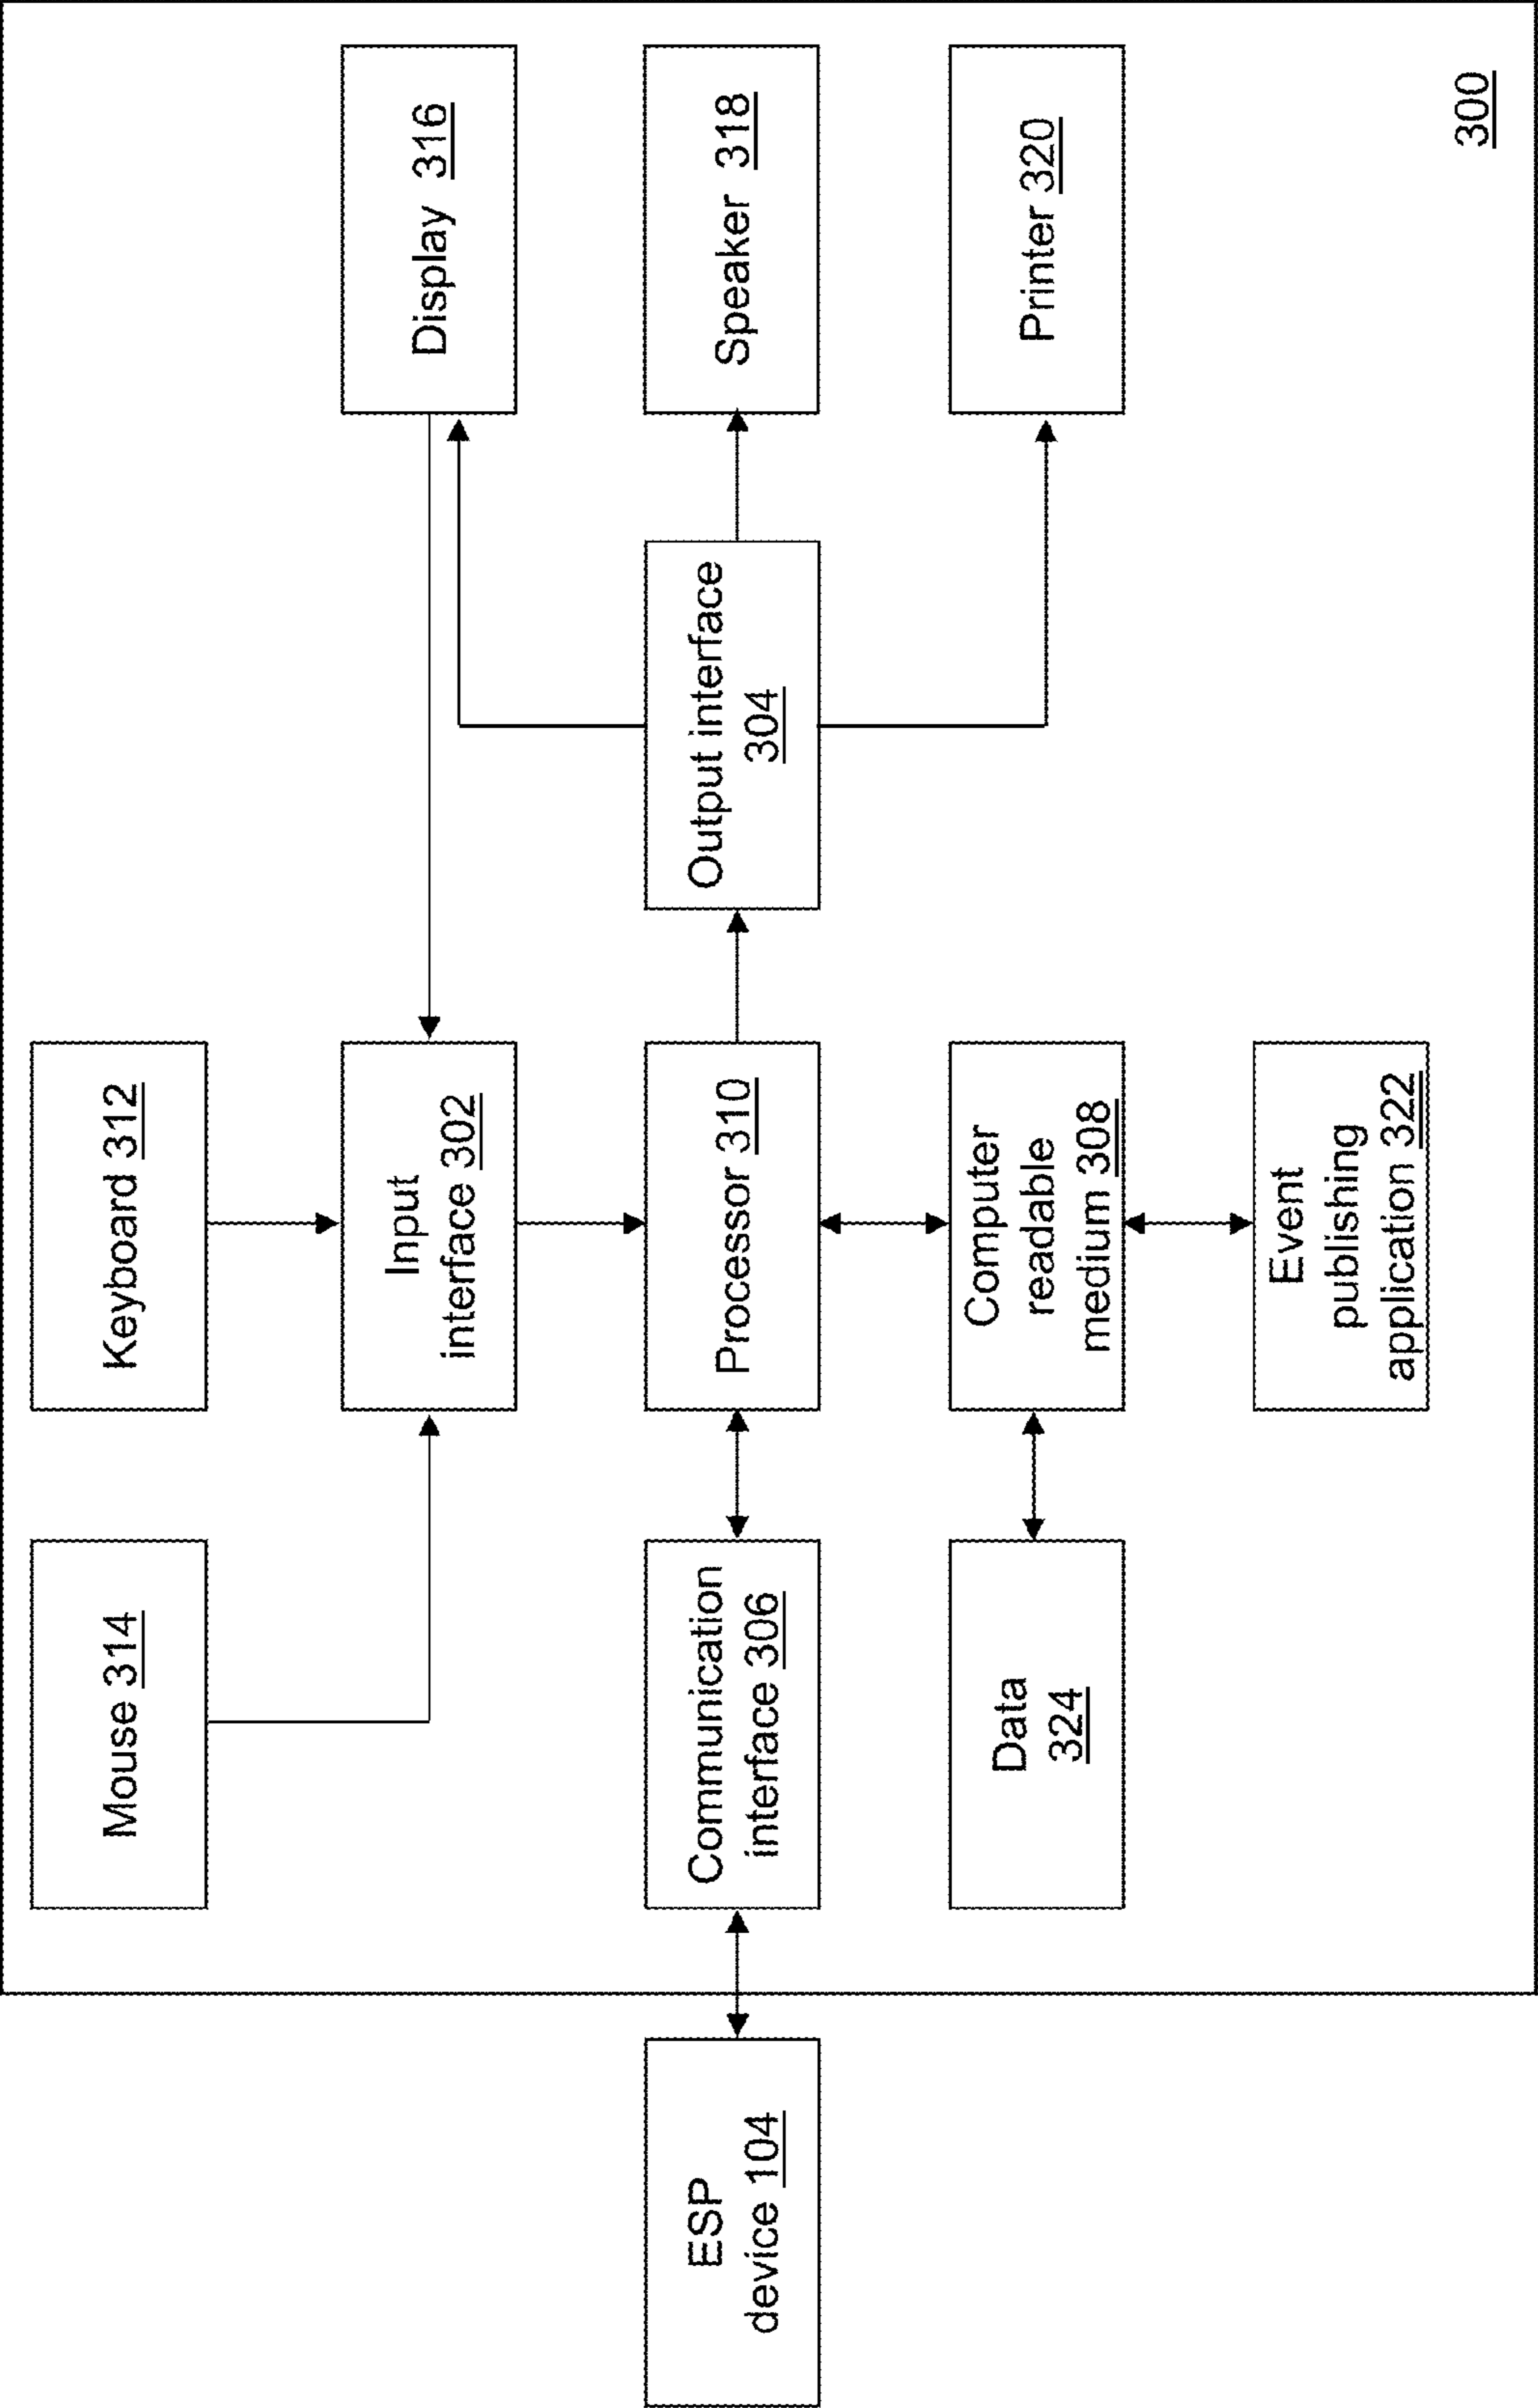 Mouse 314
Keyboard 312
Input
interface 302
Display 316
ESP
device 104
Communication
interface 306
Processor 310
Output interface
304
Speaker 318
Data
324
Computer
readable
medium 308
Printer 320
Event
publishing
application 322
300